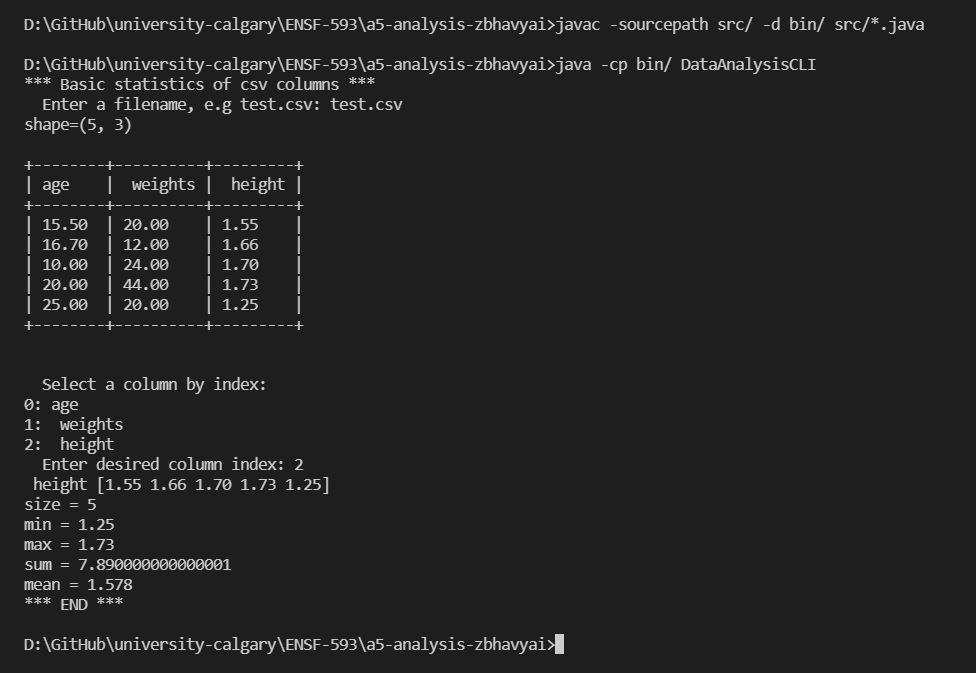 D:\GitHub\university-calgary\ENSF-593\a5-analysis-zbhavyai>javac -sourcepath src/ -d bin/ src/*.java
D:\GitHub\university-calgary\ENSF-593\a5-analysis-zbhavyai>java -cp bin/ DataAnalysisCLI
*** Basic statistics of csv columns ***
  Enter a filename, e.g test.csv: test.csv
shape=(5, 3)
+--------+----------+---------+
| age    |  weights |  height |
+--------+----------+---------+
| 15.50  | 20.00    | 1.55    |
| 16.70  | 12.00    | 1.66    |
| 10.00  | 24.00    | 1.70    |
| 20.00  | 44.00    | 1.73    |
| 25.00  | 20.00    | 1.25    |
+--------+----------+---------+
  Select a column by index:
0: age
1:  weights
2:  height
  Enter desired column index: 2
 height [1.55 1.66 1.70 1.73 1.25]
size = 5
min = 1.25
max = 1.73
sum = 7.890000000000001
mean = 1.578
*** END ***
D:\GitHub\university-calgary\ENSF-593\a5-analysis-zbhavyai>